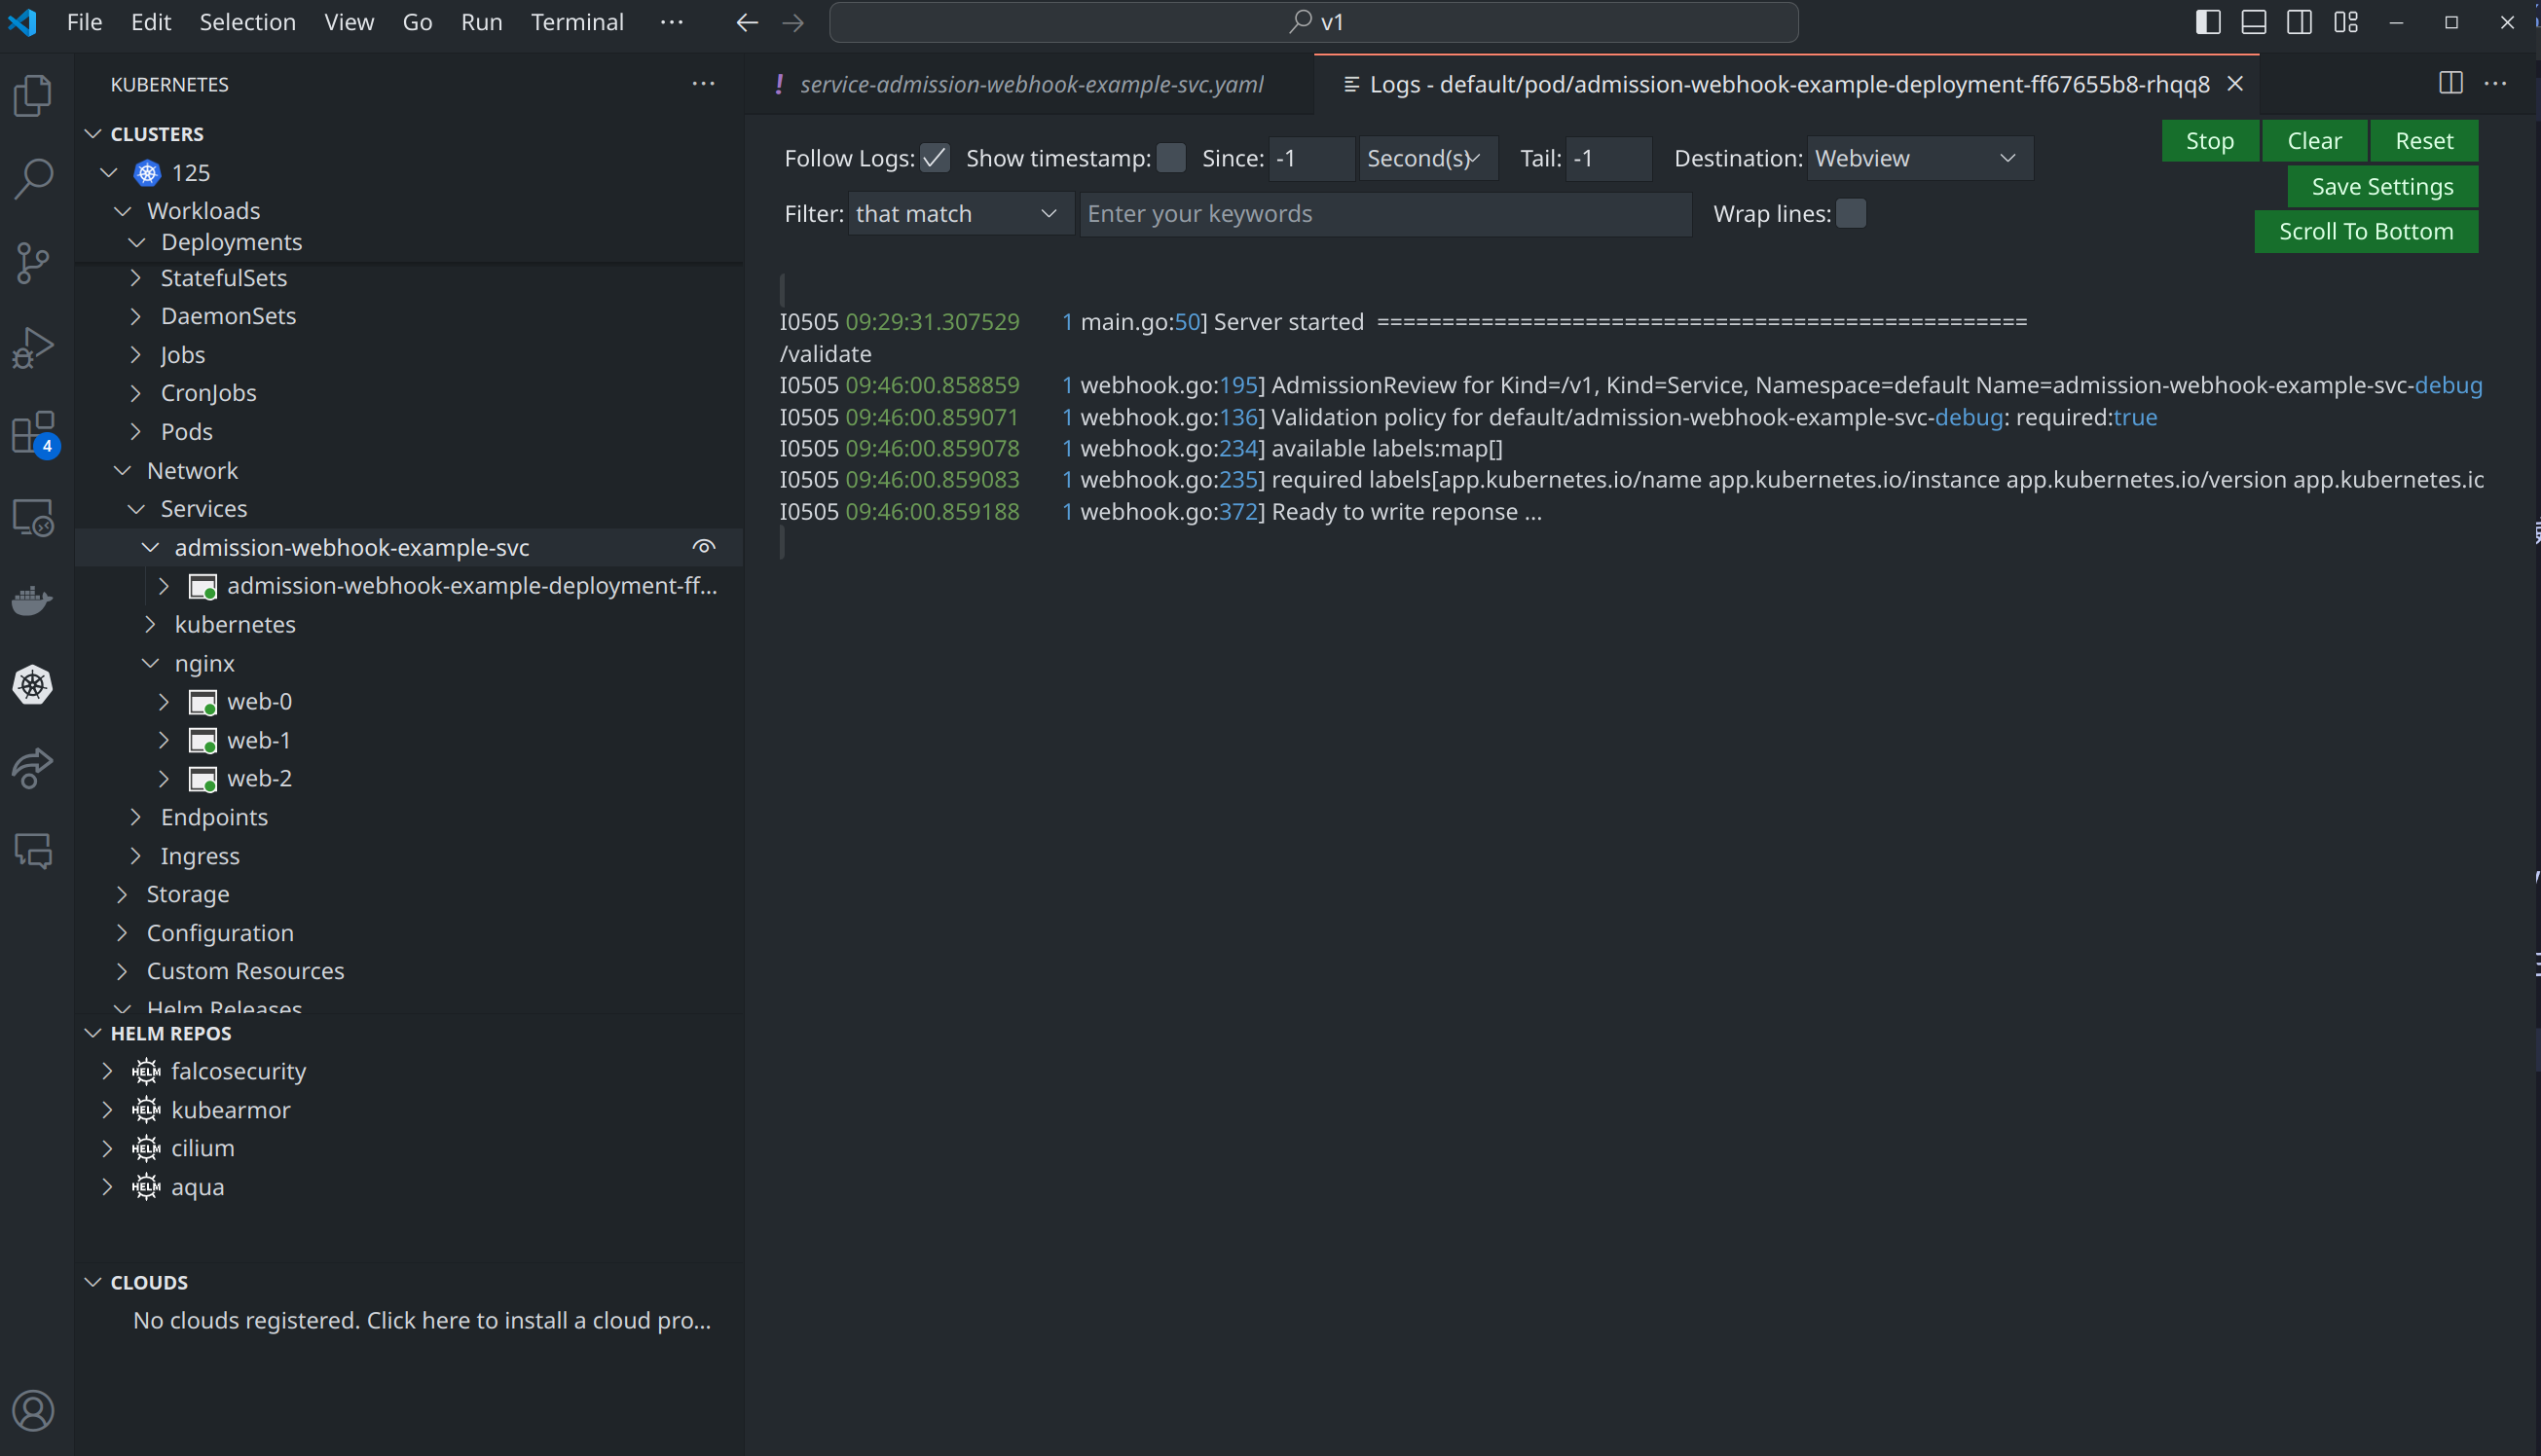 File Edit Selection View Go Run Terminal ··· v1
KUBERNETES ···
CLUSTERS
125
Workloads
Deployments
StatefulSets
DaemonSets
Jobs
CronJobs
Pods
Network
Services
admission-webhook-example-svc
admission-webhook-example-deployment-ff...
kubernetes
nginx
web-0
web-1
web-2
Endpoints
Ingress
Storage
Configuration
Custom Resources
Helm Releases
HELM REPOS
HELM falcosecurity
HELM kubearmor
HELM cilium
HELM aqua
CLOUDS
No clouds registered. Click here to install a cloud pro...
4
! service-admission-webhook-example-svc.yaml
Logs - default/pod/admission-webhook-example-deployment-ff67655b8-rhqq8
Follow Logs: Show timestamp: Since: -1 Second(s) Tail: -1 Destination: Webview
Filter: that match Enter your keywords Wrap lines:
Stop Clear Reset
Save Settings
Scroll To Bottom
I0505 09:29:31.307529 1 main.go:50] Server started ==================================================
/validate
I0505 09:46:00.858859 1 webhook.go:195] AdmissionReview for Kind=/v1, Kind=Service, Namespace=default Name=admission-webhook-example-svc-debug
I0505 09:46:00.859071 1 webhook.go:136] Validation policy for default/admission-webhook-example-svc-debug: required:true
I0505 09:46:00.859078 1 webhook.go:234] available labels:map[]
I0505 09:46:00.859083 1 webhook.go:235] required labels[app.kubernetes.io/name app.kubernetes.io/instance app.kubernetes.io/version app.kubernetes.ic
I0505 09:46:00.859188 1 webhook.go:372] Ready to write reponse ...